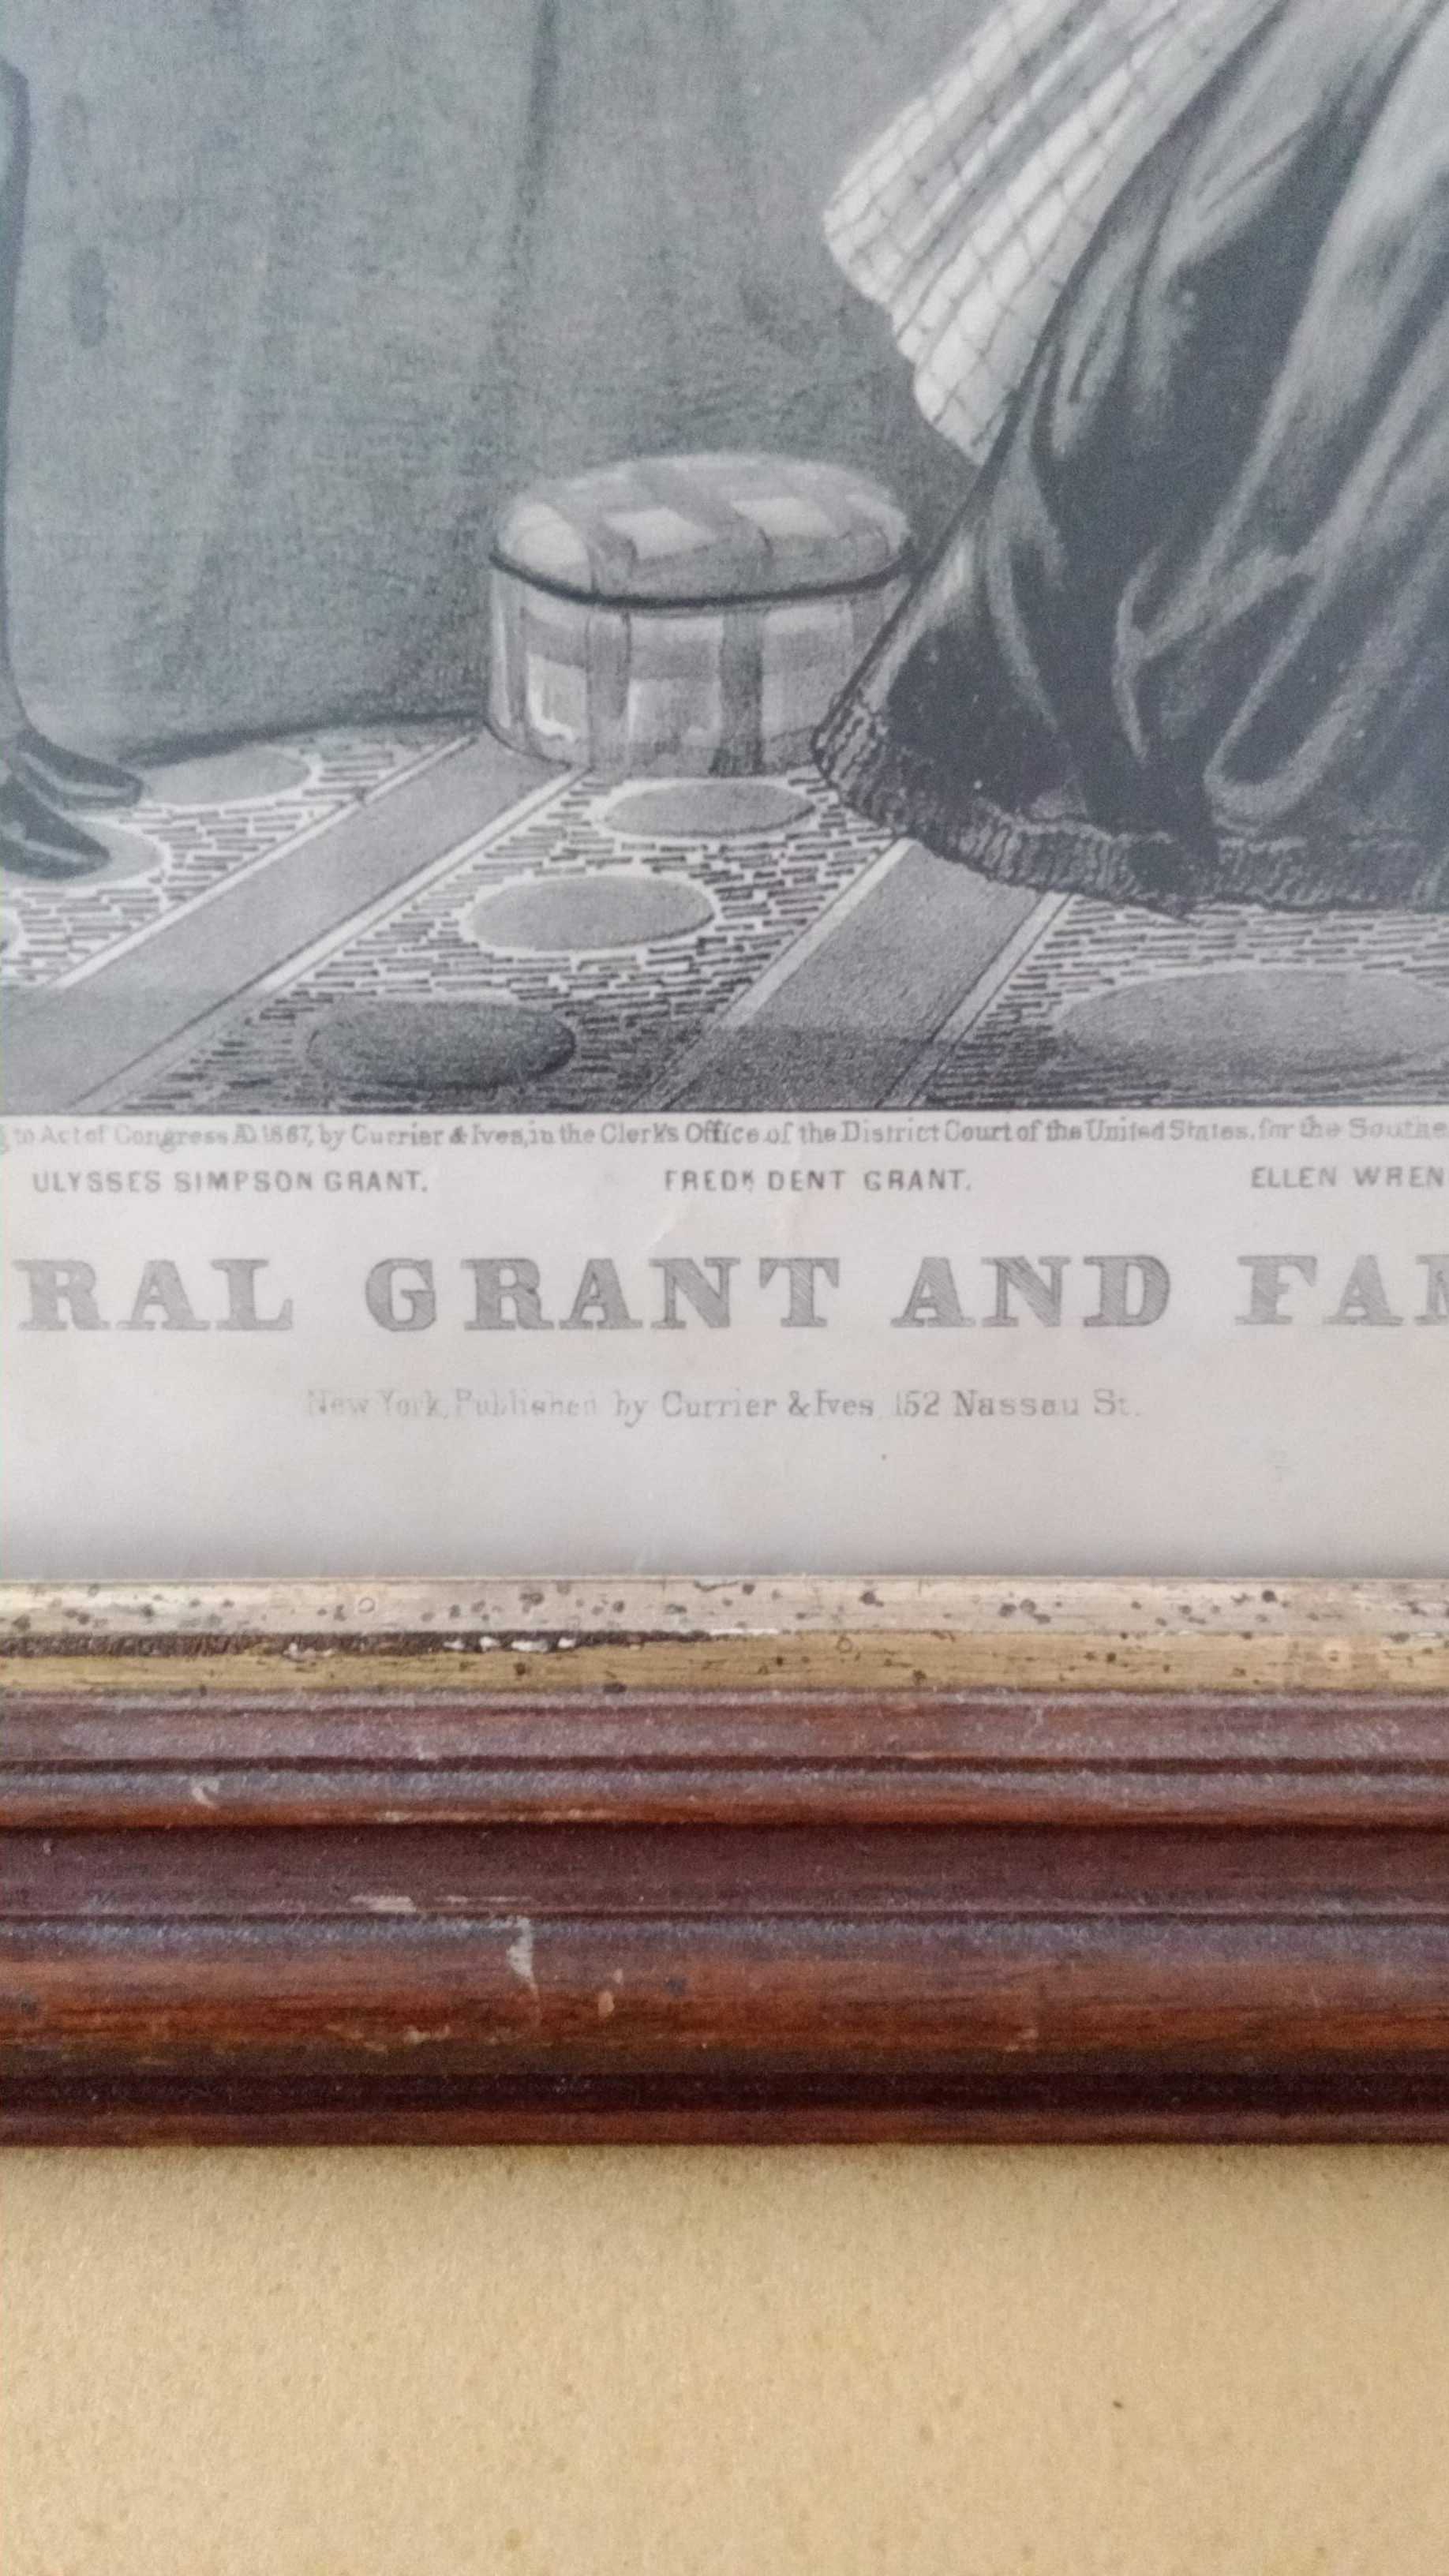 to Act of Congress AD 1867, by Currier & Ives, in the Clerk's Office of the District Court of the United States, for the Southe
ULYSSES SIMPSON GRANT. FREDK DENT GRANT. ELLEN WREN
RAL GRANT AND FAM
New York, Published by Currier & Ives 152 Nassau St.